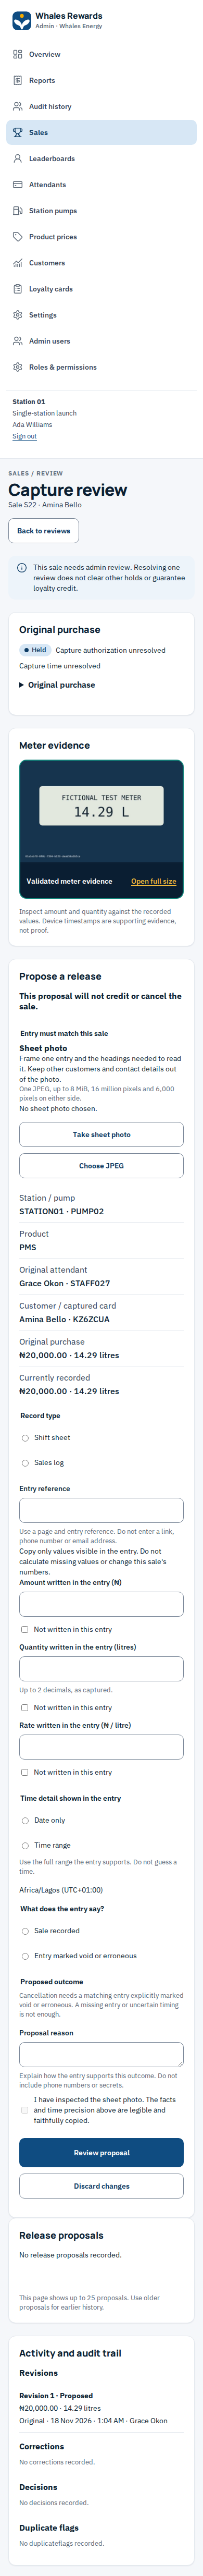 Whales Rewards
Admin · Whales Energy
Overview
Reports
Audit history
Sales
Leaderboards
Attendants
Station pumps
Product prices
Customers
Loyalty cards
Settings
Admin users
Roles & permissions
Station 01
Single-station launch
Ada Williams
Sign out
SALES / REVIEW
Capture review
Sale S22 · Amina Bello
Back to reviews
This sale needs admin review. Resolving one
review does not clear other holds or guarantee
loyalty credit.
Original purchase
Held
Capture authorization unresolved
Capture time unresolved
Original purchase
Meter evidence
FICTIONAL TEST METER
14.29 L
Validated meter evidence
Open full size
Inspect amount and quantity against the recorded
values. Device timestamps are supporting evidence,
not proof.
Propose a release
This proposal will not credit or cancel the
sale.
Entry must match this sale
Sheet photo
Frame one entry and the headings needed to read
it. Keep other customers and contact details out
of the photo.
One JPEG, up to 8 MiB, 16 million pixels and 6,000
pixels on either side.
No sheet photo chosen.
Take sheet photo
Choose JPEG
Station / pump
STATION01 · PUMP02
Product
PMS
Original attendant
Grace Okon · STAFF027
Customer / captured card
Amina Bello · KZ6ZCUA
Original purchase
₦20,000.00 · 14.29 litres
Currently recorded
₦20,000.00 · 14.29 litres
Record type
Shift sheet
Sales log
Entry reference
Use a page and entry reference. Do not enter a link,
phone number or email address.
Copy only values visible in the entry. Do not
calculate missing values or change this sale's
numbers.
Amount written in the entry (₦)
Not written in this entry
Quantity written in the entry (litres)
Up to 2 decimals, as captured.
Not written in this entry
Rate written in the entry (₦ / litre)
Not written in this entry
Time detail shown in the entry
Date only
Time range
Use the full range the entry supports. Do not guess a
time.
Africa/Lagos (UTC+01:00)
What does the entry say?
Sale recorded
Entry marked void or erroneous
Proposed outcome
Cancellation needs a matching entry explicitly marked
void or erroneous. A missing entry or uncertain timing
is not enough.
Proposal reason
Explain how the entry supports this outcome. Do not
include phone numbers or secrets.
I have inspected the sheet photo. The facts
and time precision above are legible and
faithfully copied.
Review proposal
Discard changes
Release proposals
No release proposals recorded.
This page shows up to 25 proposals. Use older
proposals for earlier history.
Activity and audit trail
Revisions
Revision 1 · Proposed
₦20,000.00 · 14.29 litres
Original · 18 Nov 2026 · 1:04 AM · Grace Okon
Corrections
No corrections recorded.
Decisions
No decisions recorded.
Duplicate flags
No duplicateflags recorded.